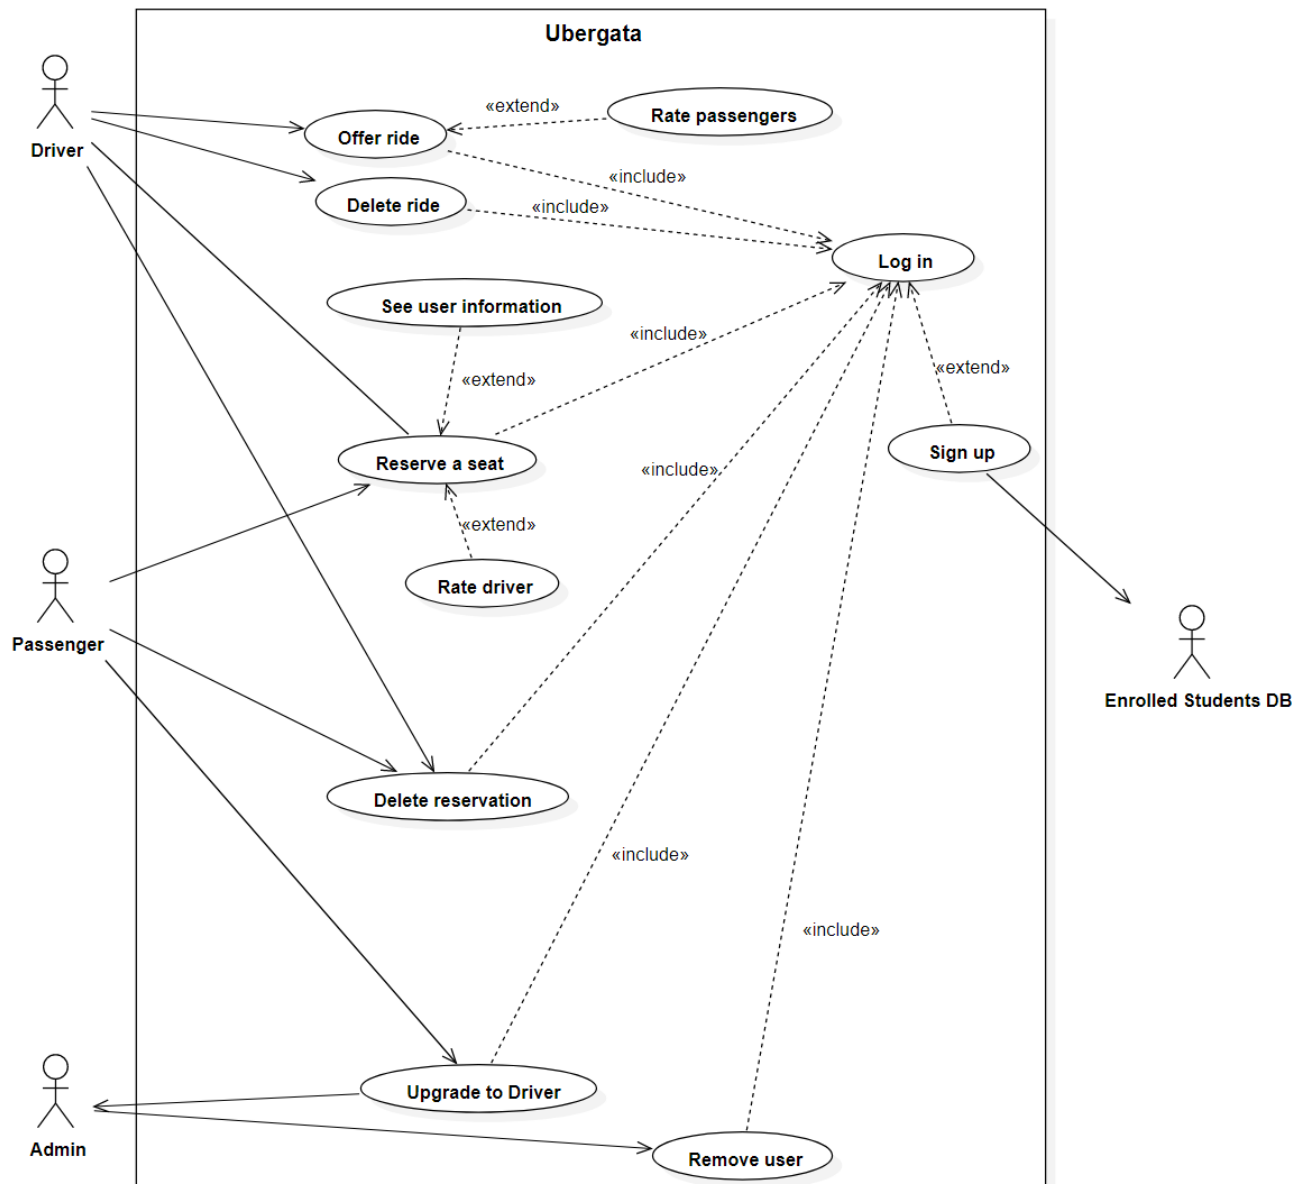 Ubergata
«extend»
Rate passengers
Offer ride
Driver
«include»
Delete ride
«include»
Log in
See user information
«include»
«extend»
«extend»
Reserve a seat
Sign up
«include»
«extend»
Rate driver
Passenger
Enrolled Students DB
Delete reservation
«include»
«include»
Upgrade to Driver
Admin
Remove user